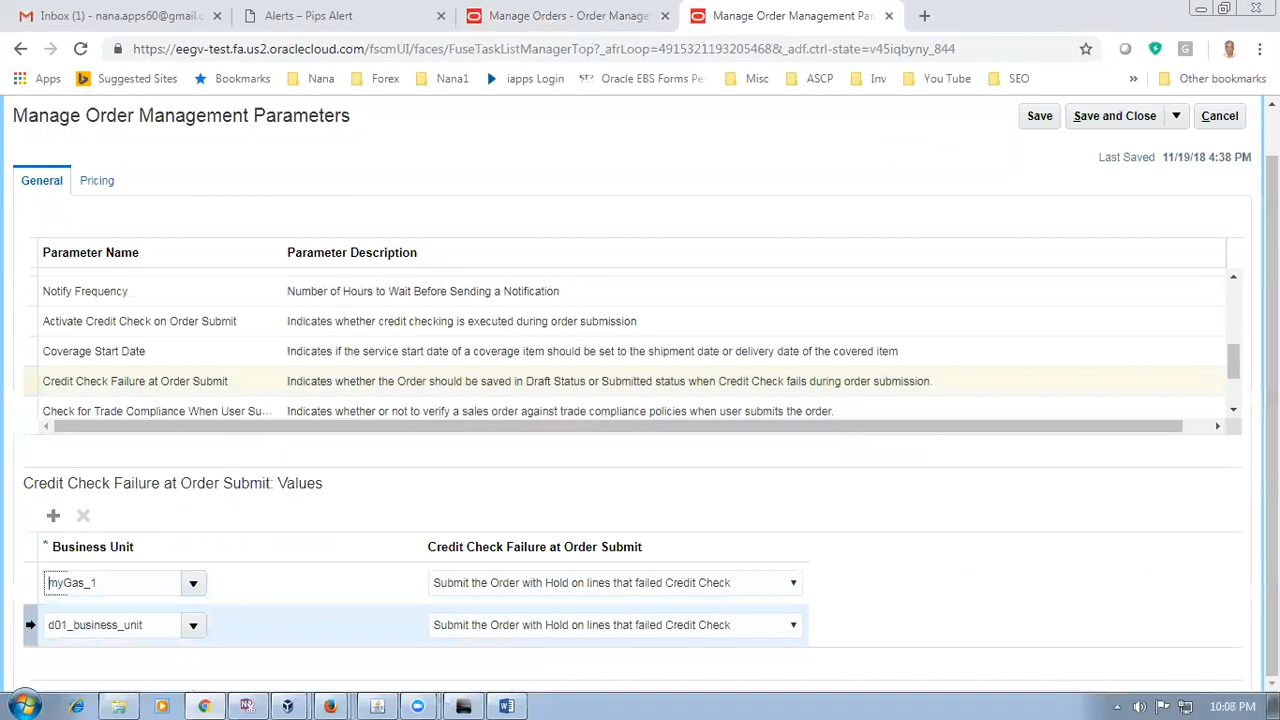 Inbox (1) - nana.apps60@gmail.c
Alerts – Pips Alert
Manage Orders - Order Manage
Manage Order Management Par
https://eegv-test.fa.us2.oraclecloud.com/fscmUI/faces/FuseTaskListManagerTop?_afrLoop=49153211932054688&_adf.ctrl-state=v45iqbyny_844
Apps
Suggested Sites
Bookmarks
Nana
Forex
Nana1
iapps Login
Oracle EBS Forms Pe
Misc
ASCP
Inv
You Tube
SEO
»
Other bookmarks
Manage Order Management Parameters
Save
Save and Close
Cancel
Last Saved 11/19/18 4:38 PM
General
Pricing
Parameter Name
Parameter Description
Notify Frequency
Number of Hours to Wait Before Sending a Notification
Activate Credit Check on Order Submit
Indicates whether credit checking is executed during order submission
Coverage Start Date
Indicates if the service start date of a coverage item should be set to the shipment date or delivery date of the covered item
Credit Check Failure at Order Submit
Indicates whether the Order should be saved in Draft Status or Submitted status when Credit Check fails during order submission.
Check for Trade Compliance When User Su...
Indicates whether or not to verify a sales order against trade compliance policies when user submits the order.
Credit Check Failure at Order Submit: Values
* Business Unit
Credit Check Failure at Order Submit
myGas_1
Submit the Order with Hold on lines that failed Credit Check
d01_business_unit
Submit the Order with Hold on lines that failed Credit Check
10:08 PM